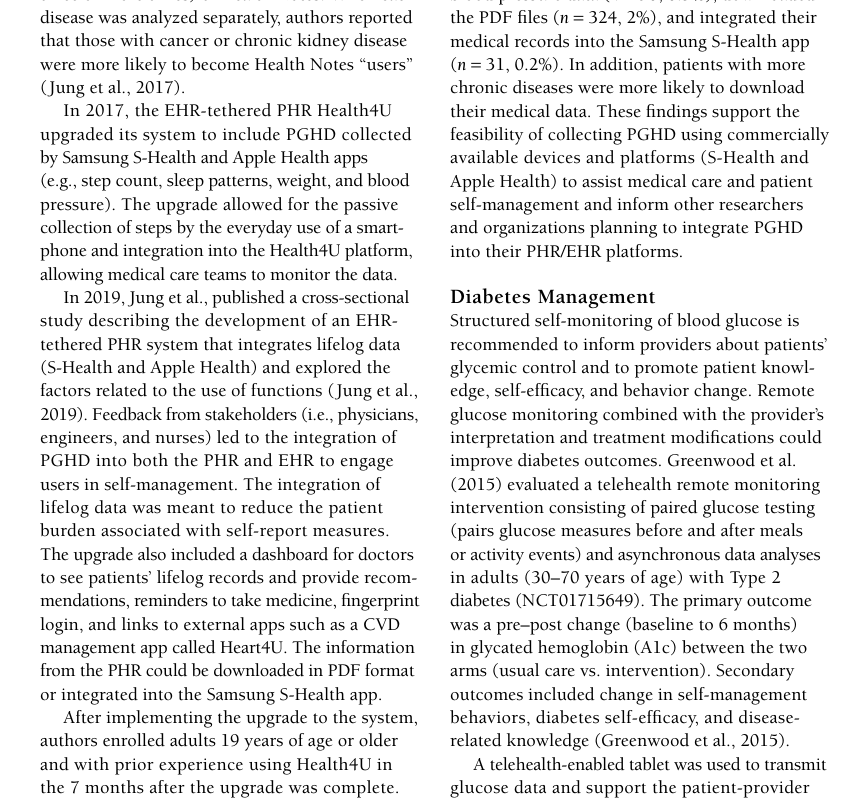 disease was analyzed separately, authors reported
that those with cancer or chronic kidney disease
were more likely to become Health Notes “users”
(Jung et al., 2017).
In 2017, the EHR-tethered PHR Health4U
upgraded its system to include PGHD collected
by Samsung S-Health and Apple Health apps
(e.g., step count, sleep patterns, weight, and blood
pressure). The upgrade allowed for the passive
collection of steps by the everyday use of a smart-
phone and integration into the Health4U platform,
allowing medical care teams to monitor the data.
In 2019, Jung et al., published a cross-sectional
study describing the development of an EHR-
tethered PHR system that integrates lifelog data
(S-Health and Apple Health) and explored the
factors related to the use of functions (Jung et al.,
2019). Feedback from stakeholders (i.e., physicians,
engineers, and nurses) led to the integration of
PGHD into both the PHR and EHR to engage
users in self-management. The integration of
lifelog data was meant to reduce the patient
burden associated with self-report measures.
The upgrade also included a dashboard for doctors
to see patients’ lifelog records and provide recom-
mendations, reminders to take medicine, fingerprint
login, and links to external apps such as a CVD
management app called Heart4U. The information
from the PHR could be downloaded in PDF format
or integrated into the Samsung S-Health app.
After implementing the upgrade to the system,
authors enrolled adults 19 years of age or older
and with prior experience using Health4U in
the 7 months after the upgrade was complete.
the PDF files (n = 324, 2%), and integrated their
medical records into the Samsung S-Health app
(n = 31, 0.2%). In addition, patients with more
chronic diseases were more likely to download
their medical data. These findings support the
feasibility of collecting PGHD using commercially
available devices and platforms (S-Health and
Apple Health) to assist medical care and patient
self-management and inform other researchers
and organizations planning to integrate PGHD
into their PHR/EHR platforms.
Diabetes Management
Structured self-monitoring of blood glucose is
recommended to inform providers about patients’
glycemic control and to promote patient knowl-
edge, self-efficacy, and behavior change. Remote
glucose monitoring combined with the provider’s
interpretation and treatment modifications could
improve diabetes outcomes. Greenwood et al.
(2015) evaluated a telehealth remote monitoring
intervention consisting of paired glucose testing
(pairs glucose measures before and after meals
or activity events) and asynchronous data analyses
in adults (30–70 years of age) with Type 2
diabetes (NCT01715649). The primary outcome
was a pre–post change (baseline to 6 months)
in glycated hemoglobin (A1c) between the two
arms (usual care vs. intervention). Secondary
outcomes included change in self-management
behaviors, diabetes self-efficacy, and disease-
related knowledge (Greenwood et al., 2015).
A telehealth-enabled tablet was used to transmit
glucose data and support the patient-provider